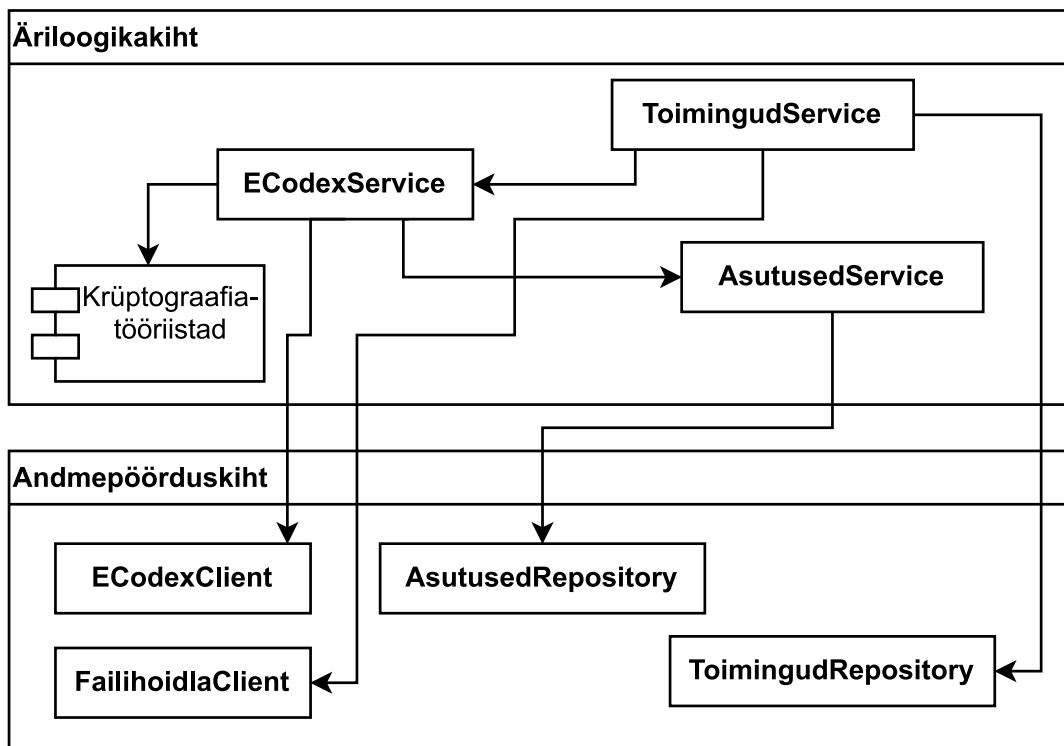 Äriloogikakiht
ToimingudService
ECodexService
AsutusedService
Krüptograafia-
tööriistad
Andmepöörduskiht
ECodexClient
AsutusedRepository
FailihoidlaClient
ToimingudRepository